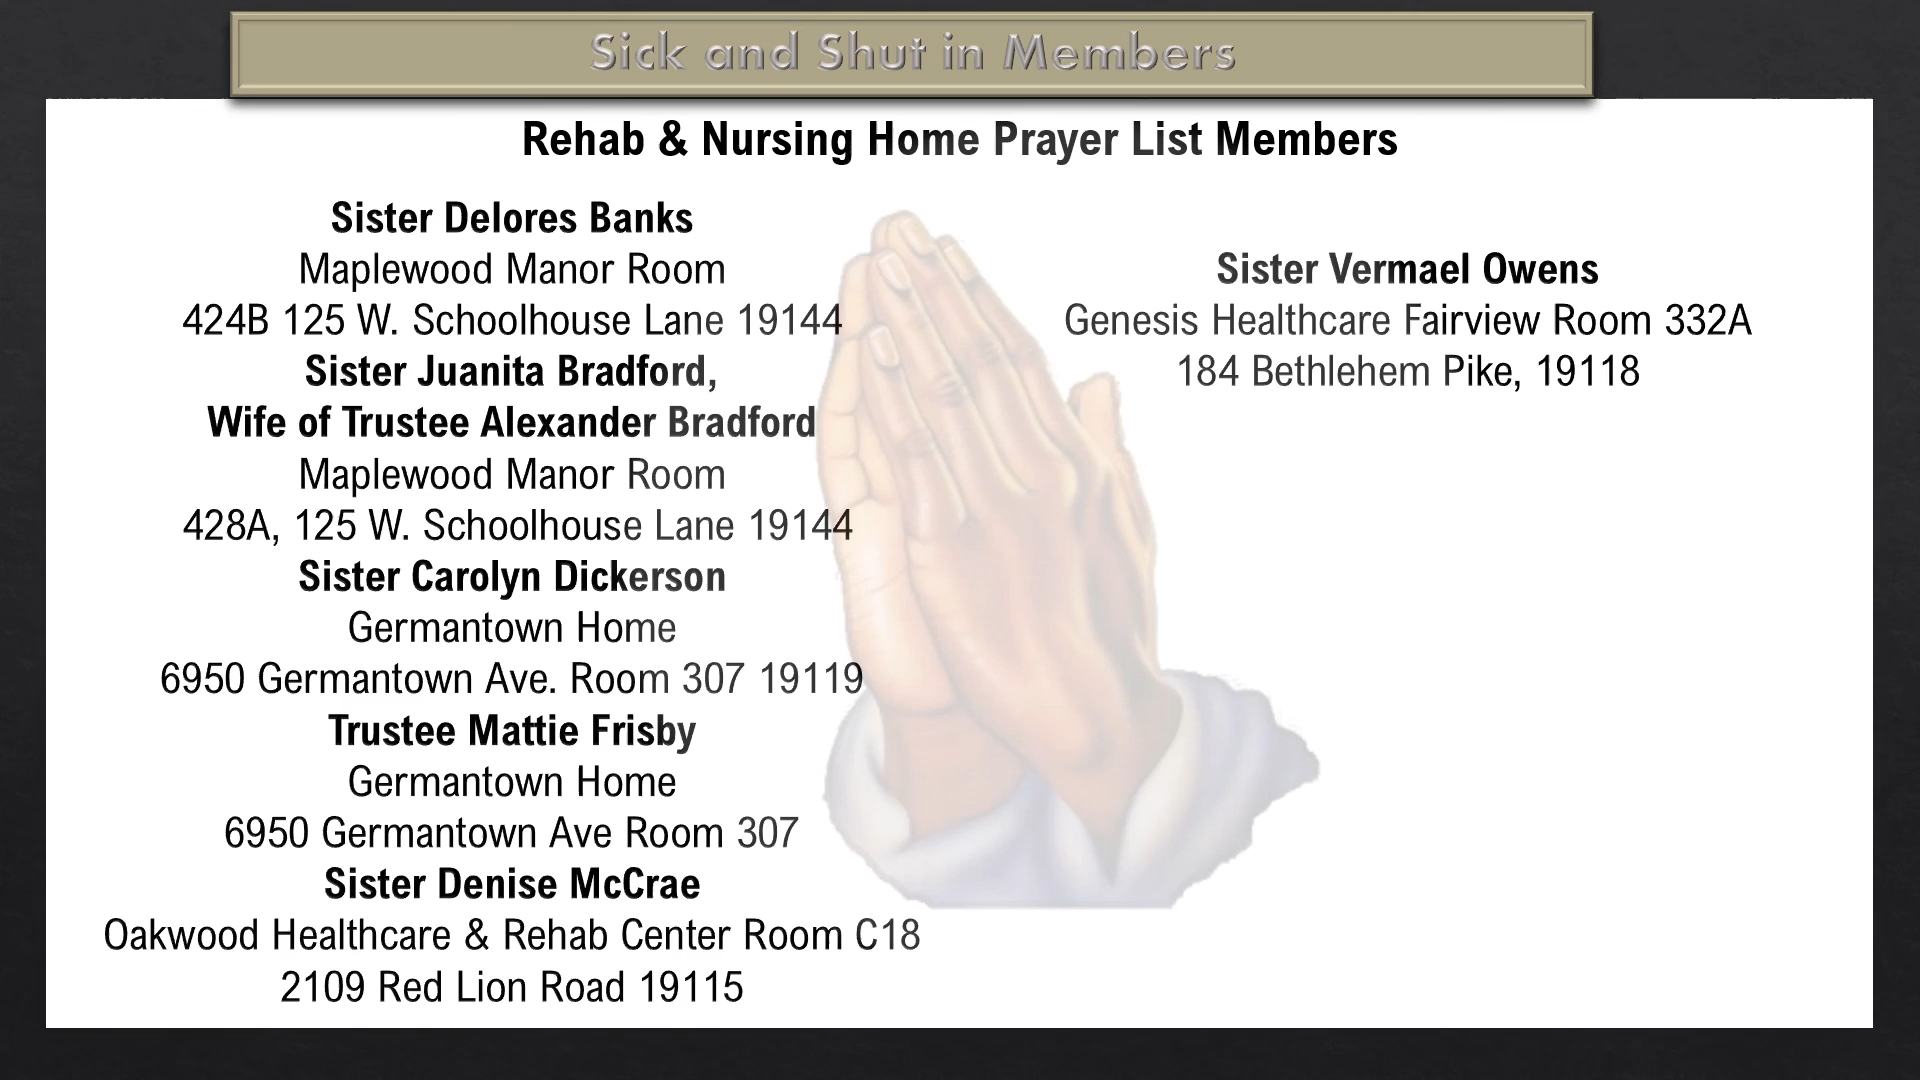 Sick and Shut in Members
Rehab & Nursing Home Prayer List Members
Sister Delores Banks
Maplewood Manor Room
424B 125 W. Schoolhouse Lane 19144
Sister Juanita Bradford,
Wife of Trustee Alexander Bradford
Maplewood Manor Room
428A, 125 W. Schoolhouse Lane 19144
Sister Carolyn Dickerson
Germantown Home
6950 Germantown Ave. Room 307 19119
Trustee Mattie Frisby
Germantown Home
6950 Germantown Ave Room 307
Sister Denise McCrae
Oakwood Healthcare & Rehab Center Room C18
2109 Red Lion Road 19115
Sister Vermael Owens
Genesis Healthcare Fairview Room 332A
184 Bethlehem Pike, 19118